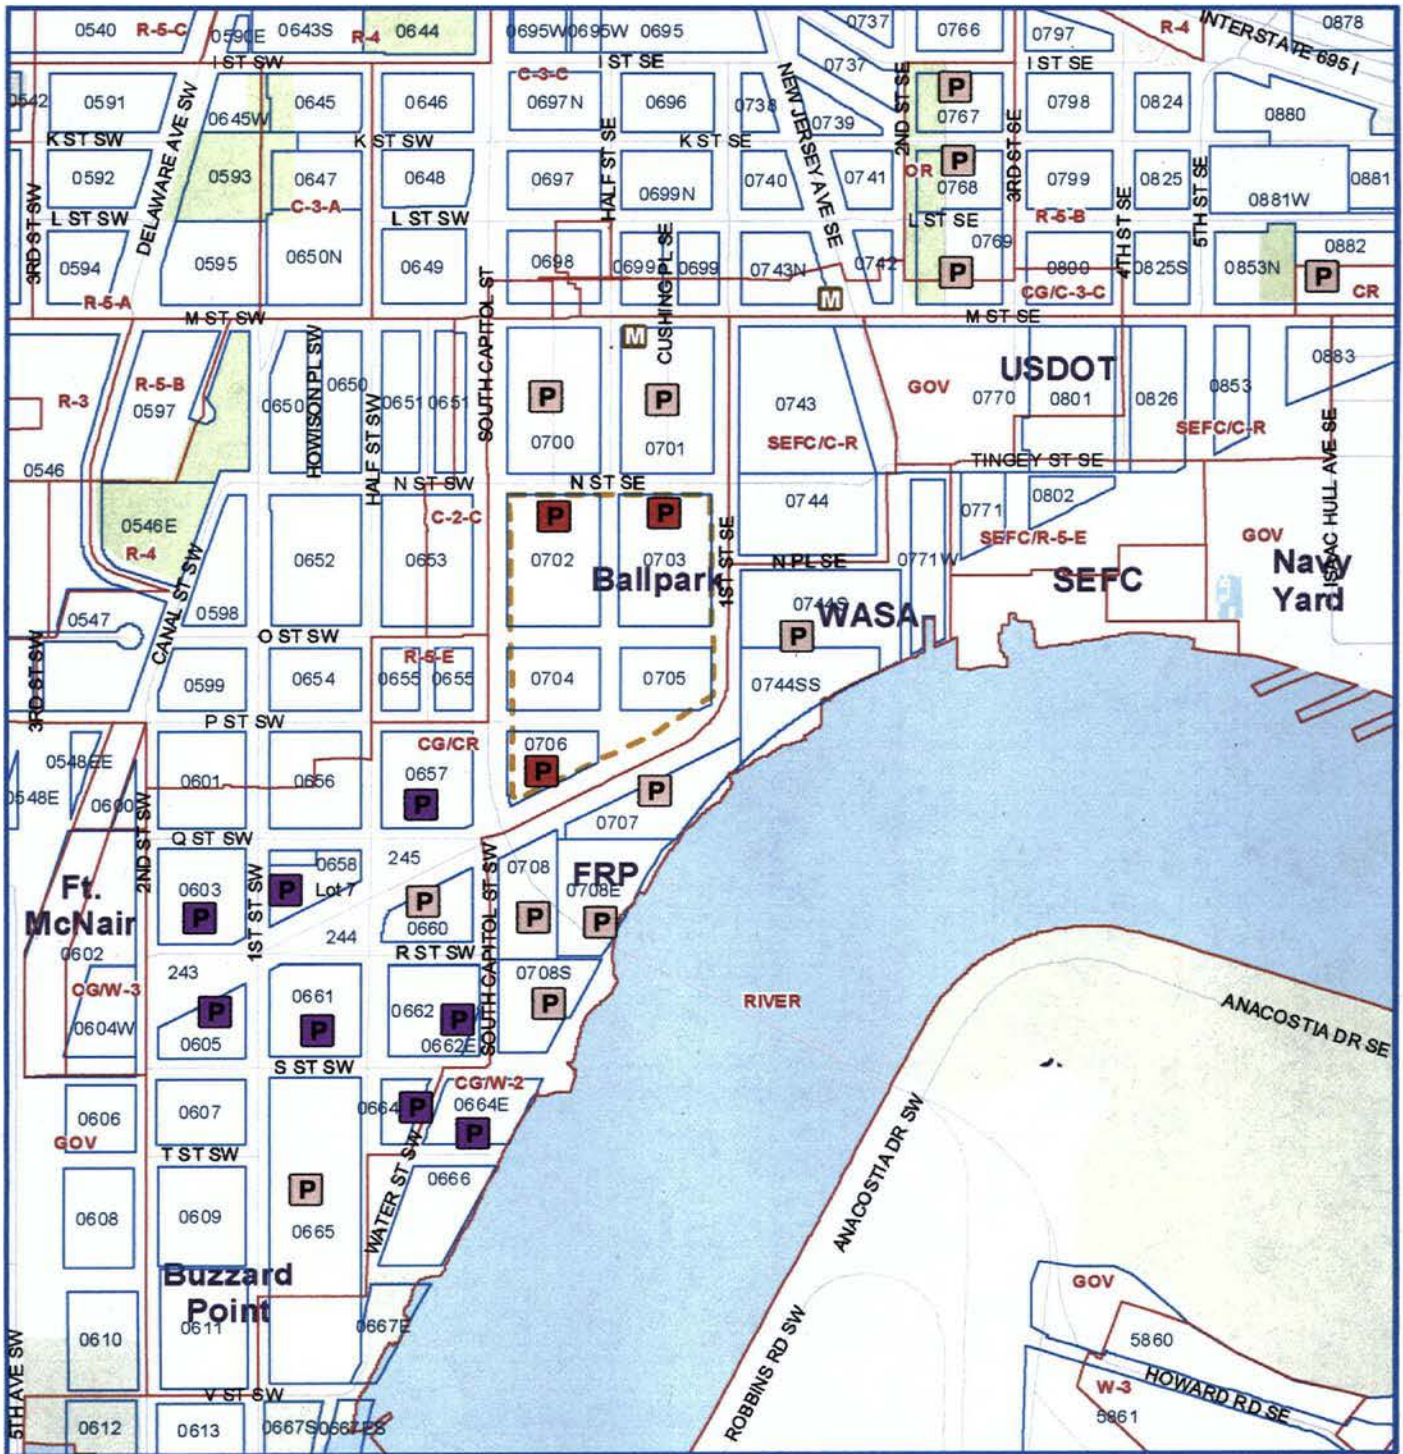 0540
R-5-C
0590E
0643S
R-4
0644
0695W
0695W
0695
0737
0766
0797
R-4
INTERSTATE 695 I
0878
I ST SW
I ST SE
I ST SE
0542
0591
0645W
0645
0646
C-3-C
0697N
0696
0738
0737
0739
NEW JERSEY AVE SE
2ND ST SE
P
0767
3RD ST SE
0798
0824
0880
K ST SW
K ST SW
K ST SE
DELAWARE AVE SW
0592
0593
0647
0648
0697
HALF ST SE
0699N
0740
0741
OR
P
0768
0799
0825
5TH ST SE
0881W
0881
3RD ST SW
L ST SW
C-3-A
L ST SW
L ST SE
R-5-B
4TH ST SE
0594
0595
0650N
0649
0698
0699
CUSHING PL SE
0699
0743N
0742
0769
P
0800
0825S
0853N
0882
P
CR
R-5-A
M
CG/C-3-C
M ST SW
SOUTH CAPITOL ST
M ST SE
M
R-3
R-5-B
0597
0650
HOWISON PL SW
0650
HALF ST SW
0651
0651
P
0700
P
0701
0743
SEFC/C-R
GOV
0770
USDOT
0801
0826
0853
SEFC/C-R
0883
ISAAC HULL AVE SE
0546
N ST SW
N ST SE
TINGEY ST SE
0546E
R-4
C-2-C
P
P
0744
0771
0802
SEFC/R-5-E
GOV
0652
0653
0702
0703
Ballpark
1ST ST SE
N PL SE
0771W
SEFC
Navy
Yard
0547
CANAL ST SW
0598
0744S
WASA
P
O ST SW
3RD ST SW
0599
0654
R-5-E
0655
0655
0704
0705
0744SS
P ST SW
0548EE
0548E
0600
2ND ST SW
0601
0656
CG/CR
0657
P
0706
P
P
0707
Q ST SW
Ft.
McNair
0603
P
1ST ST SW
P
0658
Lot 7
245
P
0660
SOUTH CAPITOL ST SW
0708
P
FRP
0708E
P
0602
244
R ST SW
243
CG/W-3
0604W
P
0605
0661
P
0662
P
0662E
0708S
P
RIVER
ANACOSTIA DR SE
S ST SW
0606
GOV
0607
0664
P
CG/W-2
0664E
P
T ST SW
WATER ST SW
0666
ANACOSTIA DR SW
0608
0609
P
0665
Buzzard
Point
0610
0611
0667E
GOV
5860
HOWARD RD SE
W-3
5861
ROBBINS RD SW
5TH AVE SW
V ST SW
0612
0613
0667S
0667ES